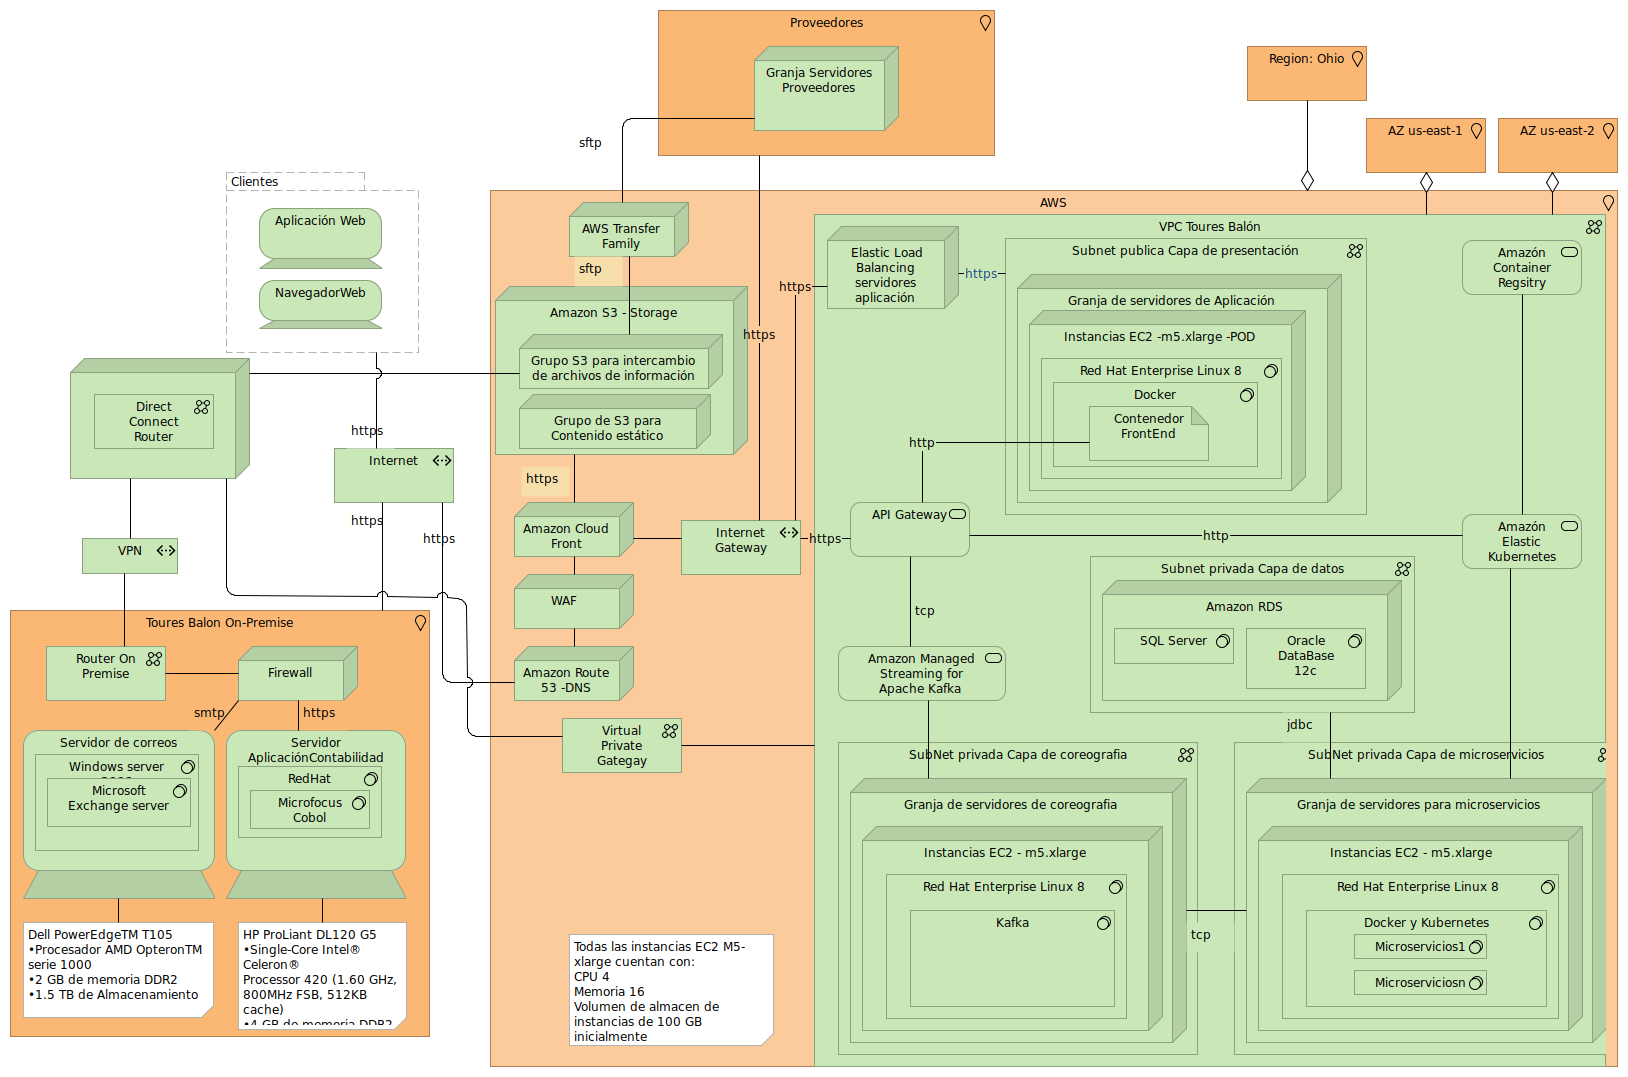 Proveedores
Granja Servidores
Proveedores
Region: Ohio
AZ us-east-1
AZ us-east-2
sftp
Clientes
Aplicación Web
NavegadorWeb
AWS
AWS Transfer
Family
sftp
Amazon S3 - Storage
Grupo S3 para intercambio
de archivos de información
Grupo de S3 para
Contenido estático
https
https
VPC Toures Balón
Elastic Load
Balancing
servidores
aplicación
https
Subnet publica Capa de presentación
Granja de servidores de Aplicación
Instancias EC2 -m5.xlarge -POD
Red Hat Enterprise Linux 8
Docker
Contenedor
FrontEnd
Amazón
Container
Regsitry
Direct
Connect
Router
https
Internet
https
https
https
http
Amazon Cloud
Front
Internet
Gateway
https
API Gateway
http
Amazón
Elastic
Kubernetes
VPN
WAF
tcp
Subnet privada Capa de datos
Amazon RDS
SQL Server
Oracle
DataBase
12c
Toures Balon On-Premise
Router On
Premise
Firewall
smtp
https
Amazon Route
53 -DNS
Amazon Managed
Streaming for
Apache Kafka
jdbc
Virtual
Private
Gategay
Servidor de correos
Windows server
Microsoft
Exchange server
Servidor
AplicaciónContabilidad
RedHat
Microfocus
Cobol
SubNet privada Capa de coreografia
Granja de servidores de coreografia
Instancias EC2 - m5.xlarge
Red Hat Enterprise Linux 8
Kafka
tcp
SubNet privada Capa de microservicios
Granja de servidores para microservicios
Instancias EC2 - m5.xlarge
Red Hat Enterprise Linux 8
Docker y Kubernetes
Microservicios1
Microserviciosn
Dell PowerEdgeTM T105
•Procesador AMD OpteronTM
serie 1000
•2 GB de memoria DDR2
•1.5 TB de Almacenamiento
HP ProLiant DL120 G5
•Single-Core Intel®
Celeron®
Processor 420 (1.60 GHz,
800MHz FSB, 512KB
cache)
•4 GB de memoria DDR2
Todas las instancias EC2 M5-
xlarge cuentan con:
CPU 4
Memoria 16
Volumen de almacen de
instancias de 100 GB
inicialmente